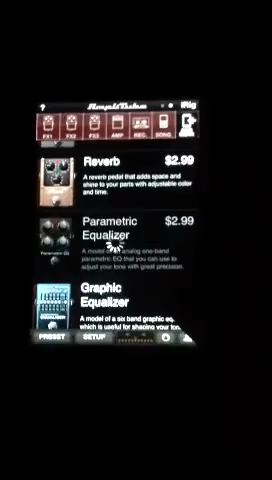 ?
AmpliTube
iRig
FX1 FX2 FX3 AMP REC. SONG
Reverb $2.99
A reverb pedal that adds space and
shine to your parts with adjustable color
and time.
Parametric $2.99
Equalizer
A model of analog one-band
parametric EQ that you can use to
adjust your tone with great precision.
Graphic
Equalizer
A model of a six band graphic eq,
which is useful for shaping your ton.
PRESET SETUP